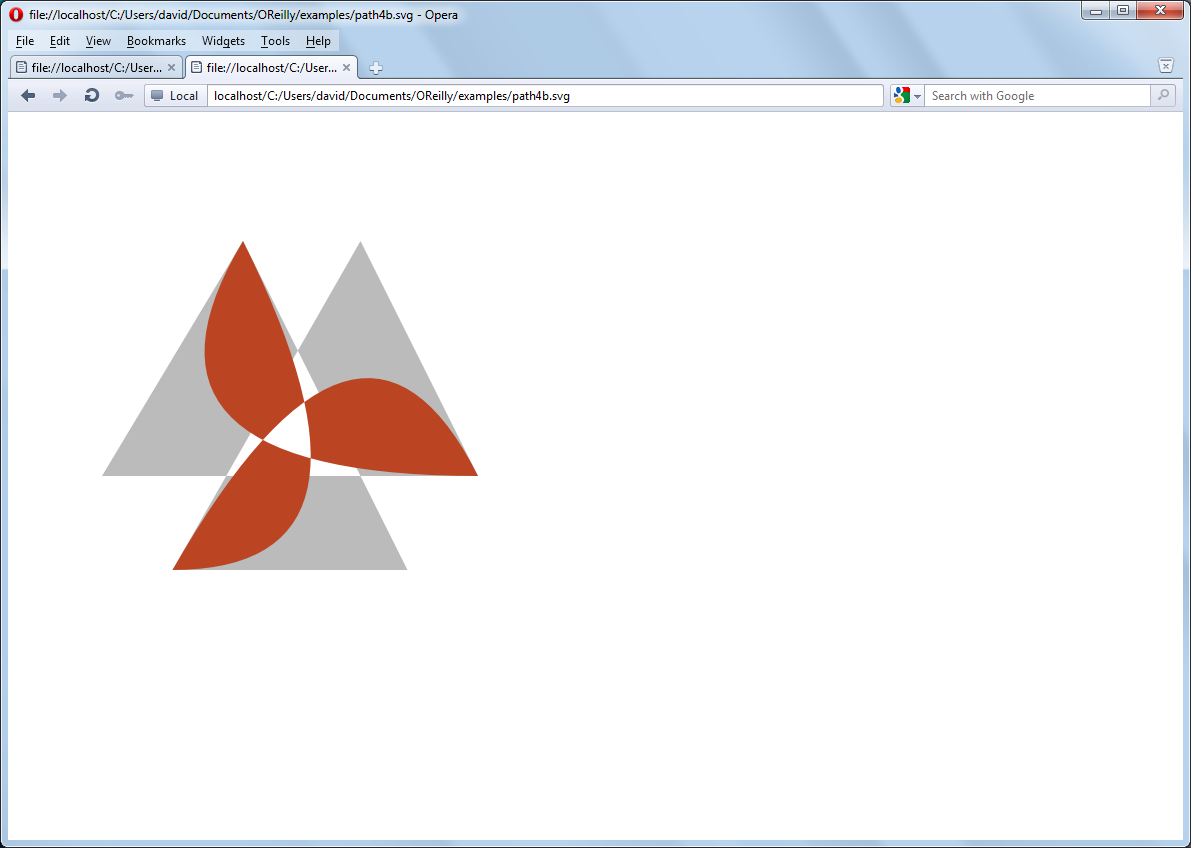 file://localhost/C:/Users/david/Documents/OReilly/examples/path4b.svg - Opera
File Edit View Bookmarks Widgets Tools Help
file://localhost/C:/User... file://localhost/C:/User...
Local localhost/C:/Users/david/Documents/OReilly/examples/path4b.svg Search with Google